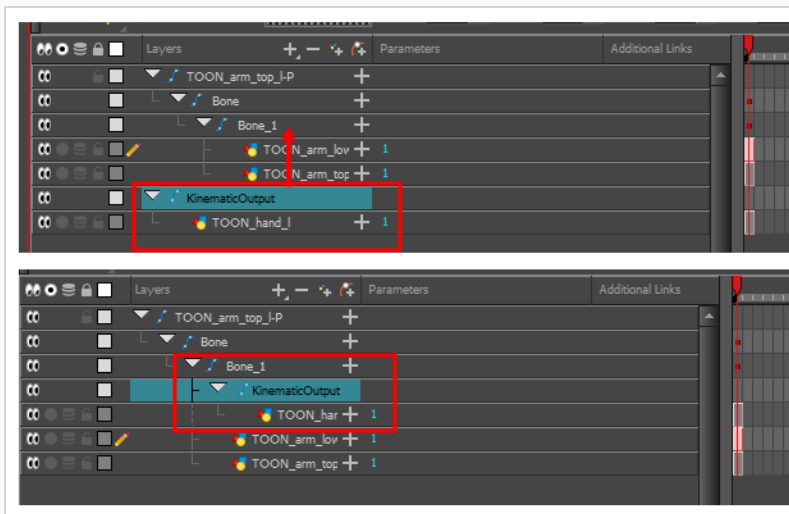 Layers Parameters Additional Links
TOON_arm_top_l-P
Bone
Bone_1
TOON_arm_low 1
TOON_arm_top 1
KinematicOutput
TOON_hand_l 1
Layers Parameters Additional Links
TOON_arm_top_l-P
Bone
Bone_1
KinematicOutput
TOON_har 1
TOON_arm_low 1
TOON_arm_top 1